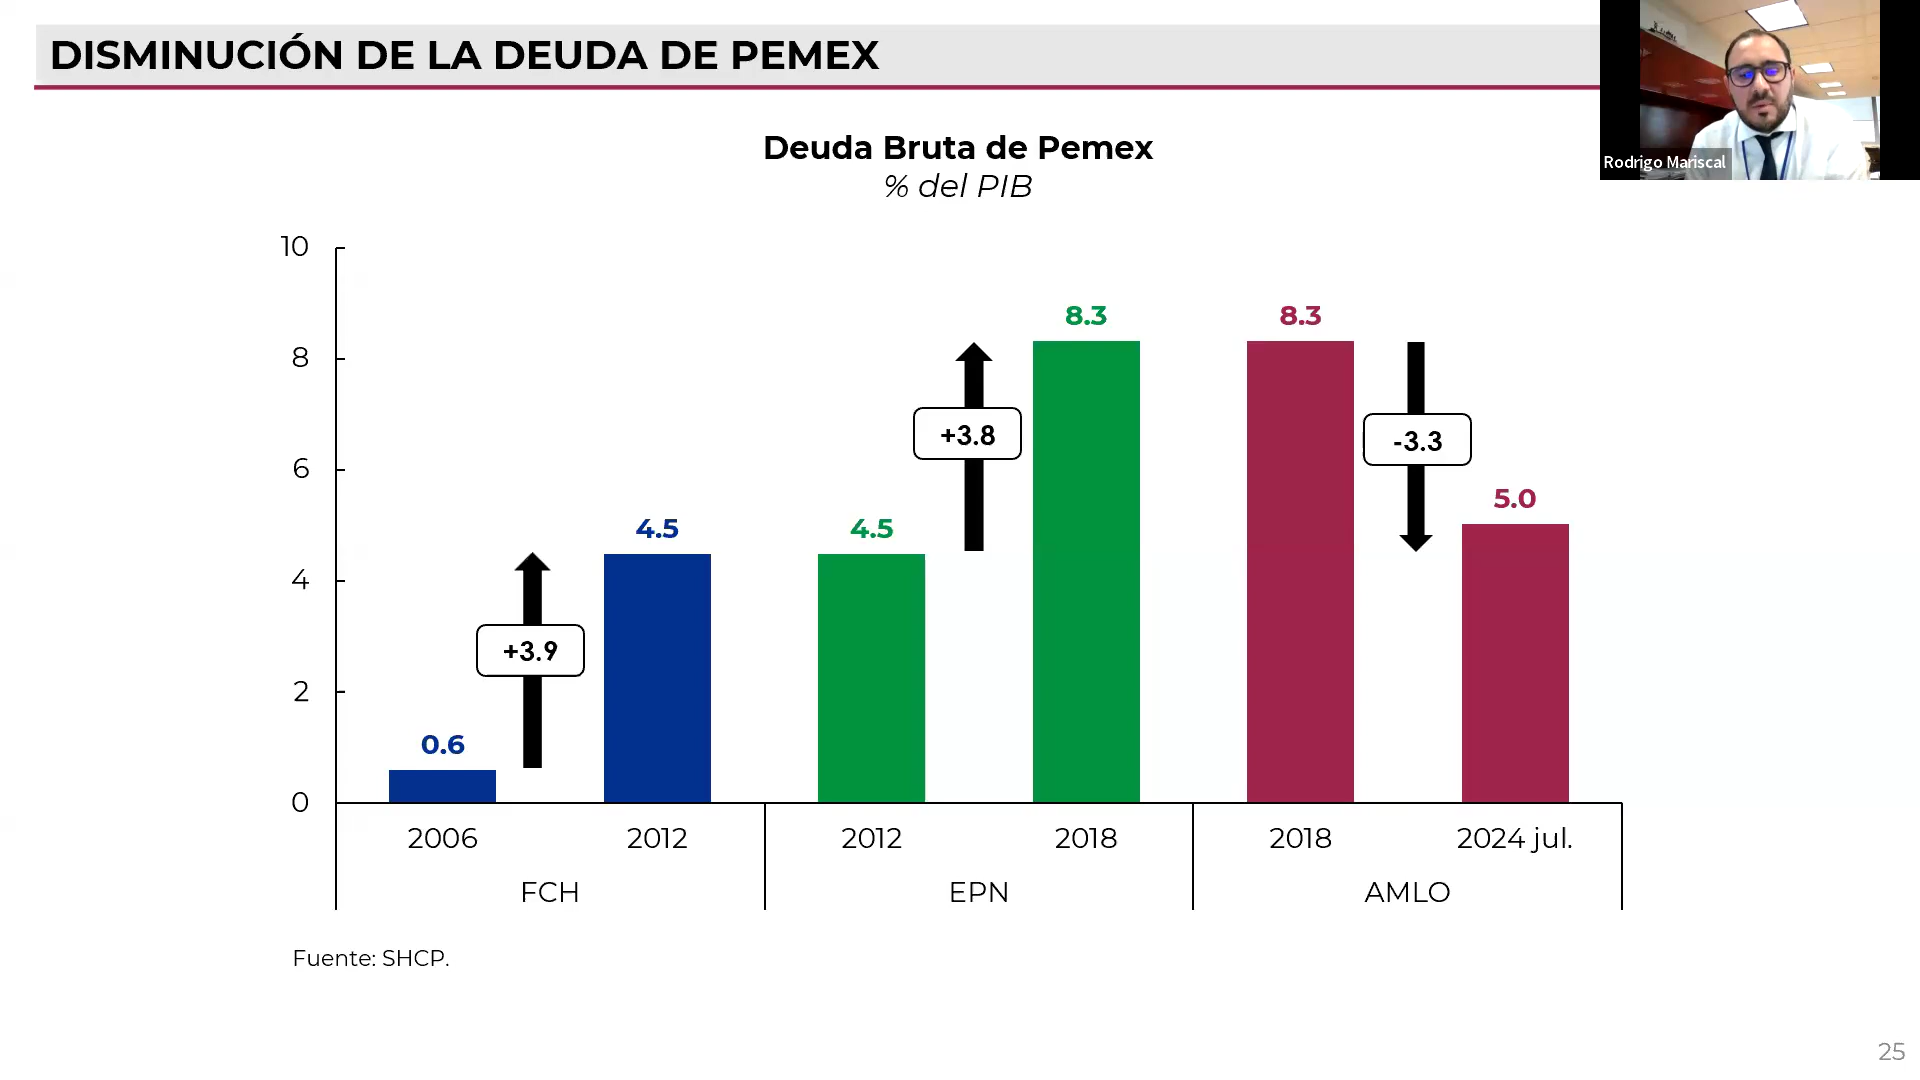 DISMINUCIÓN DE LA DEUDA DE PEMEX
Rodrigo Mariscal
Deuda Bruta de Pemex
% del PIB
10
8
6
4
2
0
0.6
+3.9
4.5
4.5
+3.8
8.3
8.3
-3.3
5.0
2006 2012 2012 2018 2018 2024 jul.
FCH EPN AMLO
Fuente: SHCP.
25